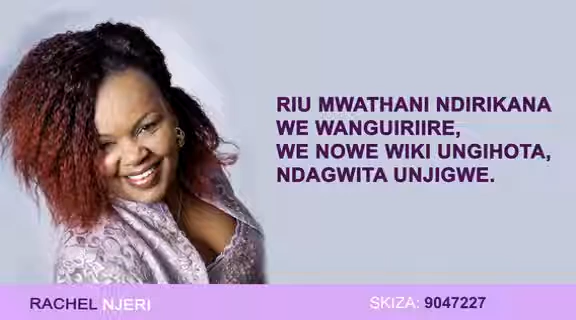 RIU MWATHANI NDIRIKANA
WE WANGUIRIIRE,
WE NOWE WIKI UNGIHOTA,
NDAGWITA UNJIGWE.
RACHEL NJERI
SKIZA: 9047227